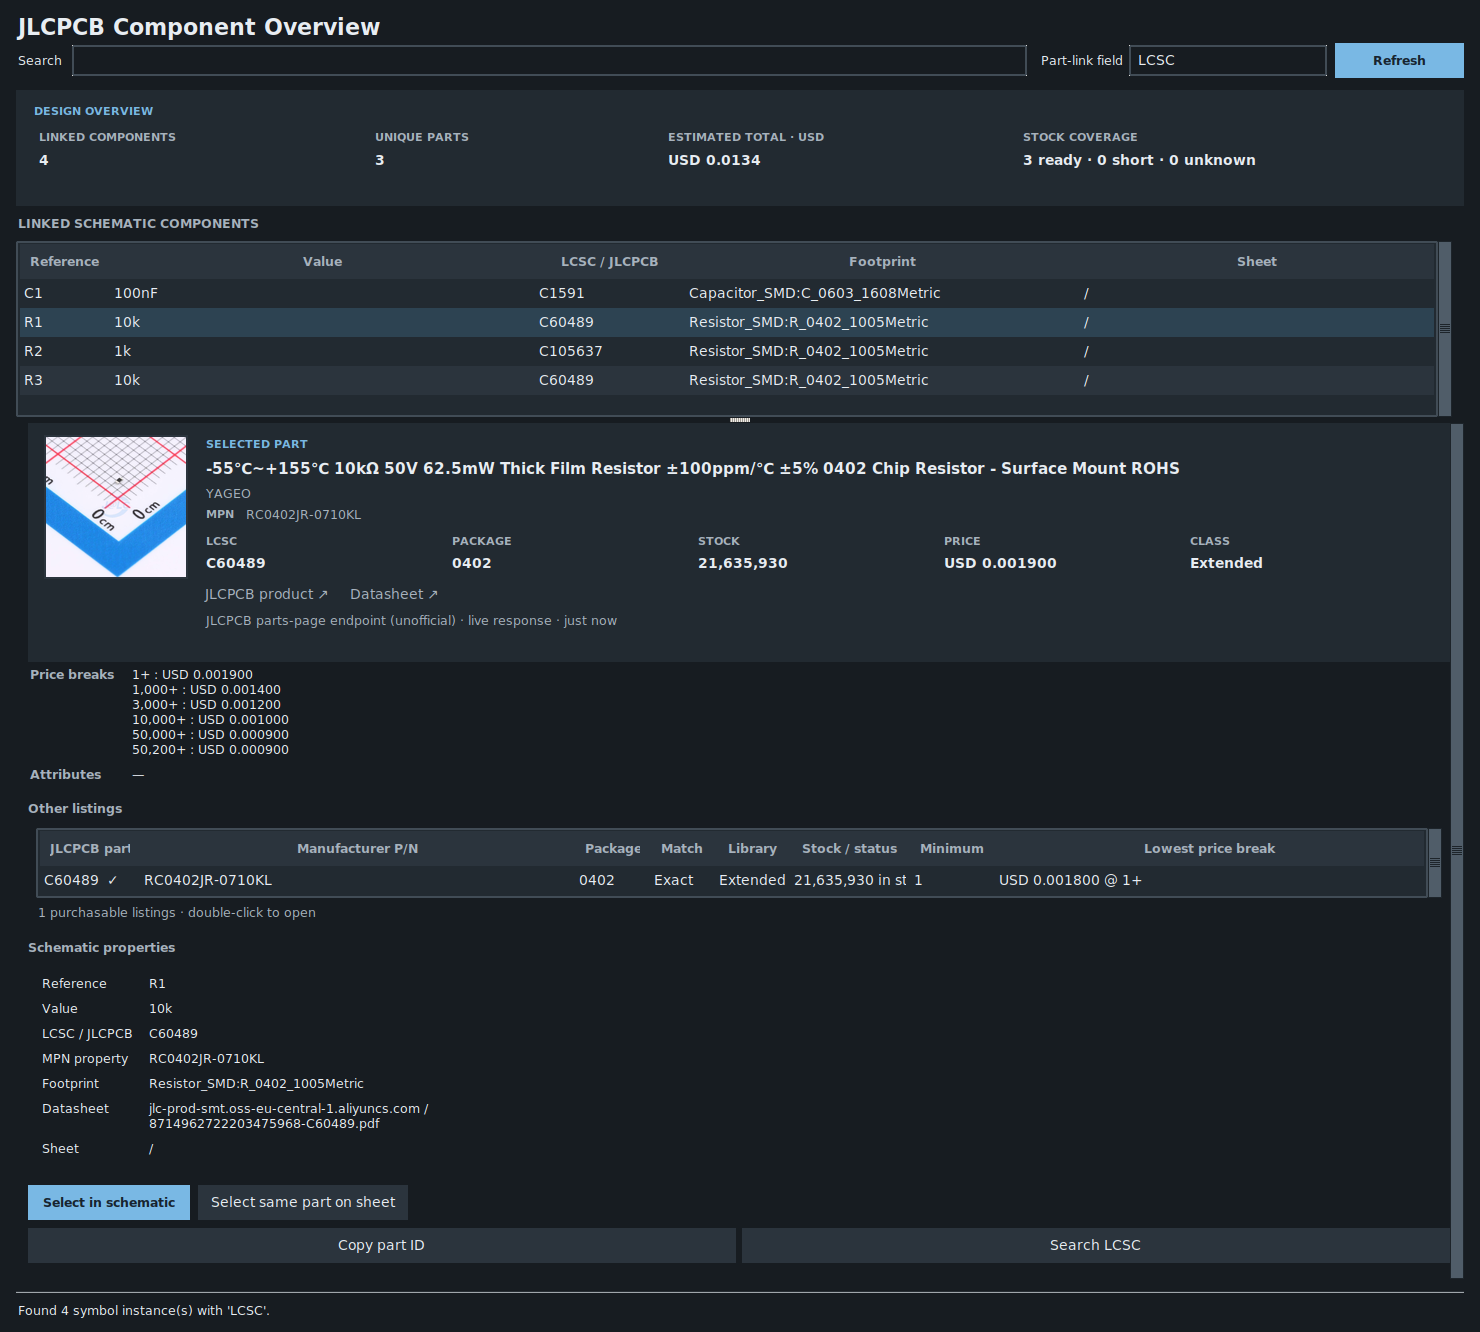 JLCPCB Component Overview
Search Part-link field LCSC Refresh
DESIGN OVERVIEW
LINKED COMPONENTS UNIQUE PARTS ESTIMATED TOTAL · USD STOCK COVERAGE
4 3 USD 0.0134 3 ready · 0 short · 0 unknown
LINKED SCHEMATIC COMPONENTS
Reference Value LCSC / JLCPCB Footprint Sheet
C1 100nF C1591 Capacitor_SMD:C_0603_1608Metric /
R1 10k C60489 Resistor_SMD:R_0402_1005Metric /
R2 1k C105637 Resistor_SMD:R_0402_1005Metric /
R3 10k C60489 Resistor_SMD:R_0402_1005Metric /
SELECTED PART
-55℃~+155℃ 10kΩ 50V 62.5mW Thick Film Resistor ±100ppm/℃ ±5% 0402 Chip Resistor - Surface Mount ROHS
YAGEO
MPN RC0402JR-0710KL
0cm 0cm
LCSC PACKAGE STOCK PRICE CLASS
C60489 0402 21,635,930 USD 0.001900 Extended
JLCPCB product ↗ Datasheet ↗
JLCPCB parts-page endpoint (unofficial) · live response · just now
Price breaks 1+ : USD 0.001900
1,000+ : USD 0.001400
3,000+ : USD 0.001200
10,000+ : USD 0.001000
50,000+ : USD 0.000900
50,200+ : USD 0.000900
Attributes —
Other listings
JLCPCB part Manufacturer P/N Package Match Library Stock / status Minimum Lowest price break
C60489 ✓ RC0402JR-0710KL 0402 Exact Extended 21,635,930 in st 1 USD 0.001800 @ 1+
1 purchasable listings · double-click to open
Schematic properties
Reference R1
Value 10k
LCSC / JLCPCB C60489
MPN property RC0402JR-0710KL
Footprint Resistor_SMD:R_0402_1005Metric
Datasheet jlc-prod-smt.oss-eu-central-1.aliyuncs.com /
8714962722203475968-C60489.pdf
Sheet /
Select in schematic Select same part on sheet
Copy part ID Search LCSC
Found 4 symbol instance(s) with 'LCSC'.